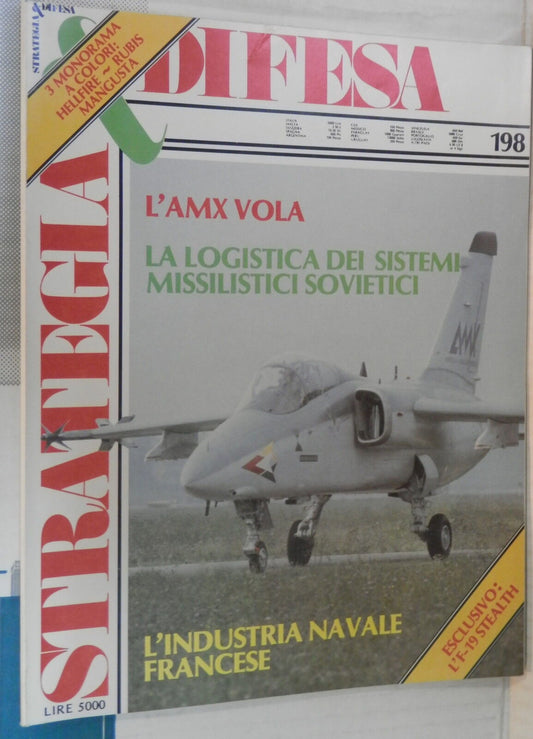 STRATEGIA & DIFESA
3 MONORAMA
A COLORI:
HELLFIRE ~ RUBIS
MANGUSTA
STRATEGIA & DIFESA
198
L'AMX VOLA
LA LOGISTICA DEI SISTEMI
MISSILISTICI SOVIETICI
AMX
L'INDUSTRIA NAVALE
FRANCESE
ESCLUSIVO:
L'F-19 STEALTH
LIRE 5000